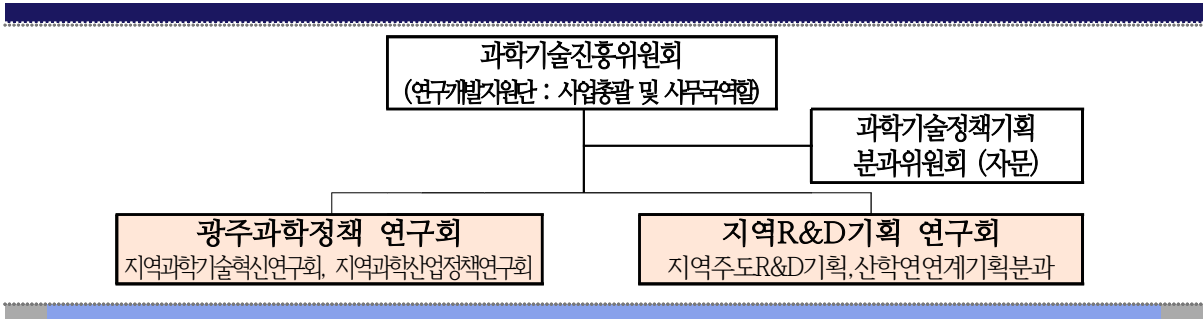 과학기술진흥위원회
(연구개발지원단 : 사업총괄 및 사무국역할)
과학기술정책기획
분과위원회 (자문)
광주과학정책 연구회
지역과학기술혁신연구회, 지역과학산업정책연구회
지역R&D기획 연구회
지역주도R&D기획,산학연연계기획분과